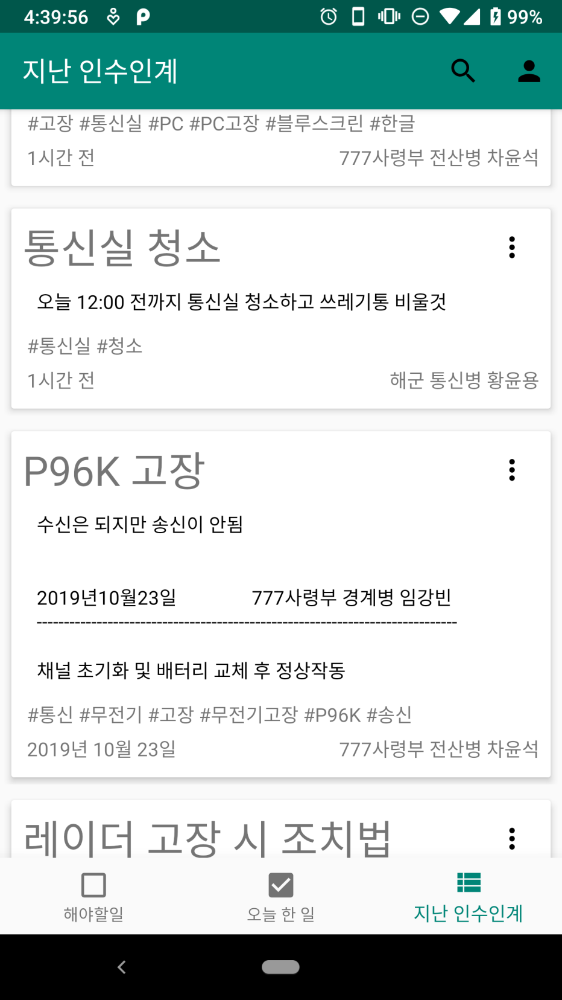 4:39:56
99%
지난 인수인계
#고장 #통신실 #PC #PC고장 #블루스크린 #한글
1시간 전 777사령부 전산병 차윤석
통신실 청소
오늘 12:00 전까지 통신실 청소하고 쓰레기통 비울것
#통신실 #청소
1시간 전 해군 통신병 황윤용
P96K 고장
수신은 되지만 송신이 안됨
2019년10월23일 777사령부 경계병 임강빈
------------------------------------------------------------------------------
채널 초기화 및 배터리 교체 후 정상작동
#통신 #무전기 #고장 #무전기고장 #P96K #송신
2019년 10월 23일 777사령부 전산병 차윤석
레이더 고장 시 조치법
해야할일 오늘 한 일 지난 인수인계